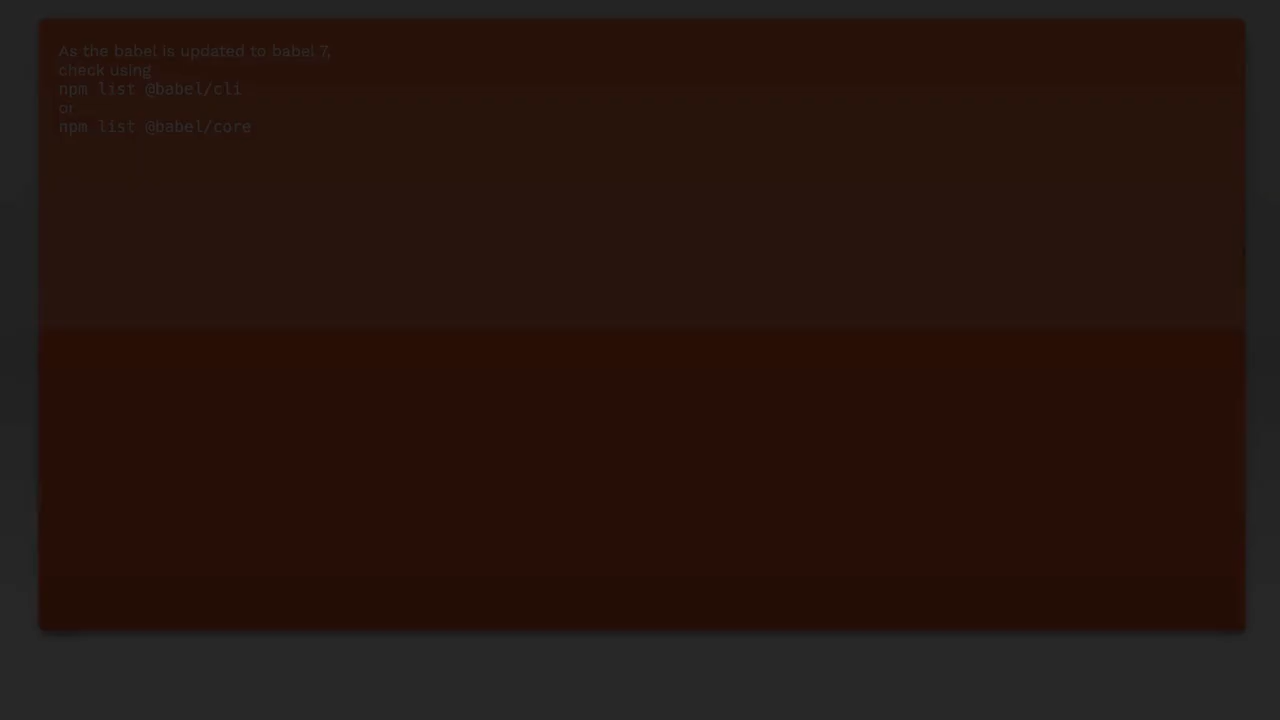 As the babel is updated to babel 7,
check using
npm list @babel/cli
or
npm list @babel/core